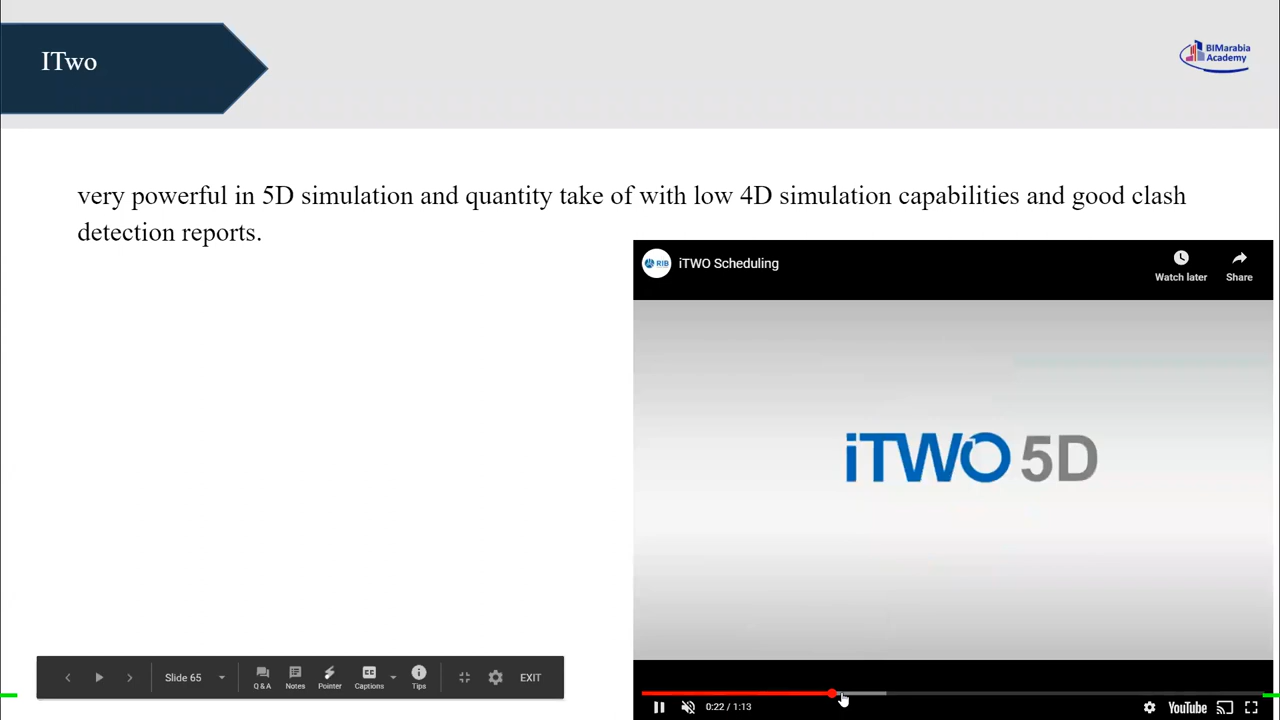 ITwo
BIMarabia
Academy
very powerful in 5D simulation and quantity take of with low 4D simulation capabilities and good clash
detection reports.
RIB
iTWO Scheduling
Watch later
Share
iTWO 5D
Slide 65
Q & A
Notes
Pointer
CC
Captions
Tips
EXIT
0:22 / 1:13
YouTube